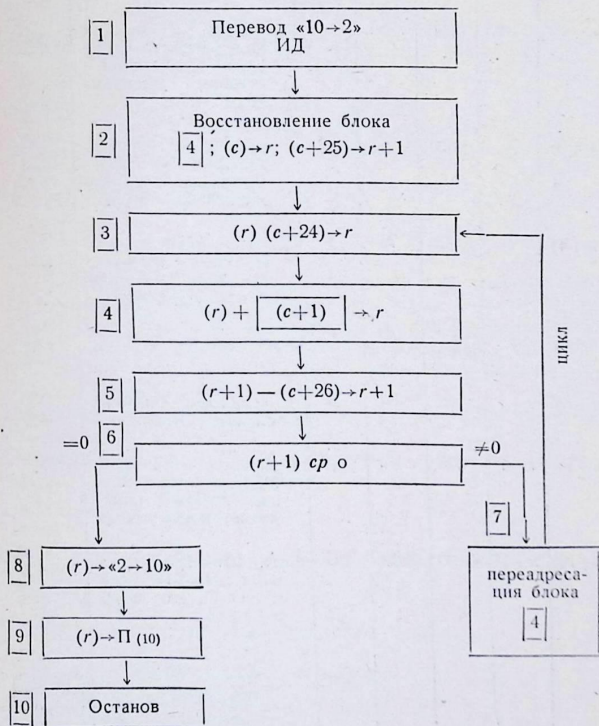 1
Перевод «10→2»
ИД
2
Восстановление блока
4 ; (c)→r; (c+25)→r+1
3
(r) (c+24)→r
4
(r) + (c+1) → r
цикл
5
(r+1) — (c+26)→r+1
=0 6
(r+1) ср о
≠0
7
8
(r)→«2→10»
переадреса-
ция блока
4
9
(r)→П (10)
10
Останов